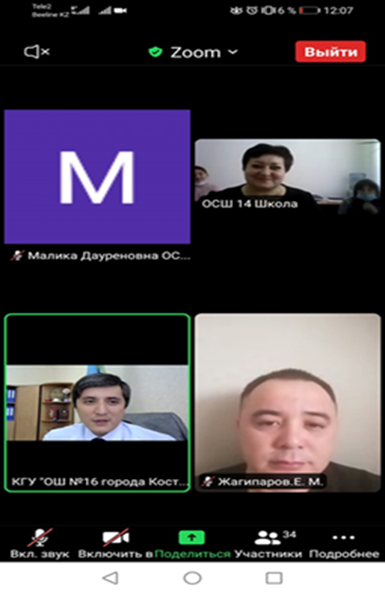 Tele2
Beeline KZ
6 %
12:07
Zoom
Выйти
М
ОСШ 14 Школа
Малика Дауреновна ОС...
КГУ "ОШ №16 города Кост...
Жагипаров.Е. М.
34
Вкл. звук
Включить в
Поделиться
Участники
Подробнее